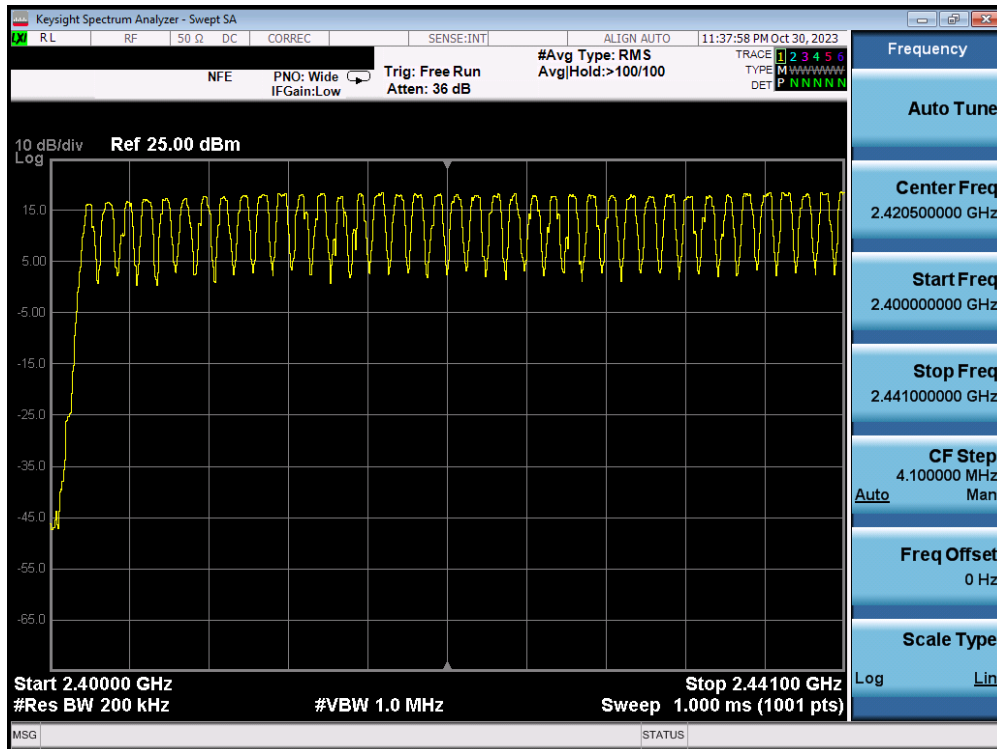 Keysight Spectrum Analyzer - Swept SA
LXI RL RF 50 Ω DC CORREC SENSE:INT ALIGN AUTO 11:37:58 PM Oct 30, 2023
NFE
PNO: Wide
IFGain:Low
Trig: Free Run
Atten: 36 dB
#Avg Type: RMS
Avg|Hold:>100/100
TRACE 1 2 3 4 5 6
TYPE M WWWWW
DET P N N N N N
10 dB/div
Log
Ref 25.00 dBm
15.0
5.00
-5.00
-15.0
-25.0
-35.0
-45.0
-55.0
-65.0
Start 2.40000 GHz
Stop 2.44100 GHz
#Res BW 200 kHz
#VBW 1.0 MHz
Sweep 1.000 ms (1001 pts)
MSG
STATUS
Frequency
Auto Tune
Center Freq
2.420500000 GHz
Start Freq
2.400000000 GHz
Stop Freq
2.441000000 GHz
CF Step
4.100000 MHz
Auto Man
Freq Offset
0 Hz
Scale Type
Log Lin